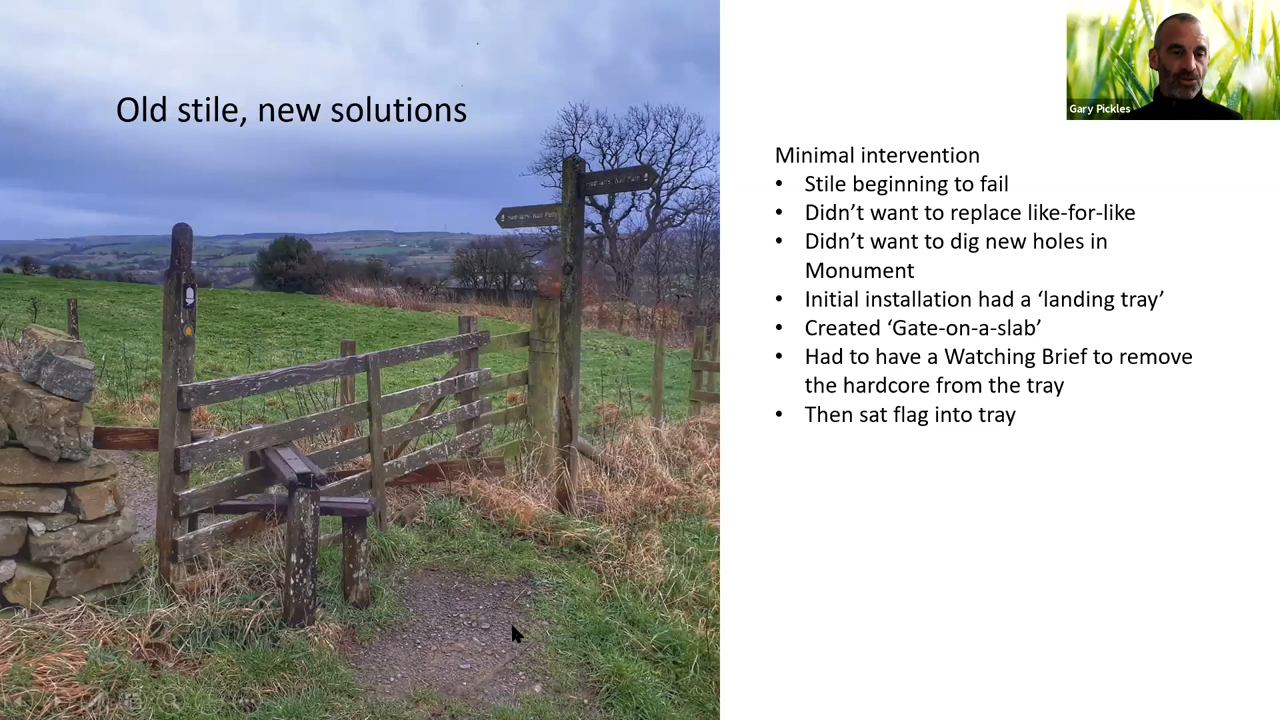 Old stile, new solutions
Gary Pickles
Minimal intervention
• Stile beginning to fail
• Didn’t want to replace like-for-like
• Didn’t want to dig new holes in
Monument
• Initial installation had a ‘landing tray’
• Created ‘Gate-on-a-slab’
• Had to have a Watching Brief to remove
the hardcore from the tray
• Then sat flag into tray